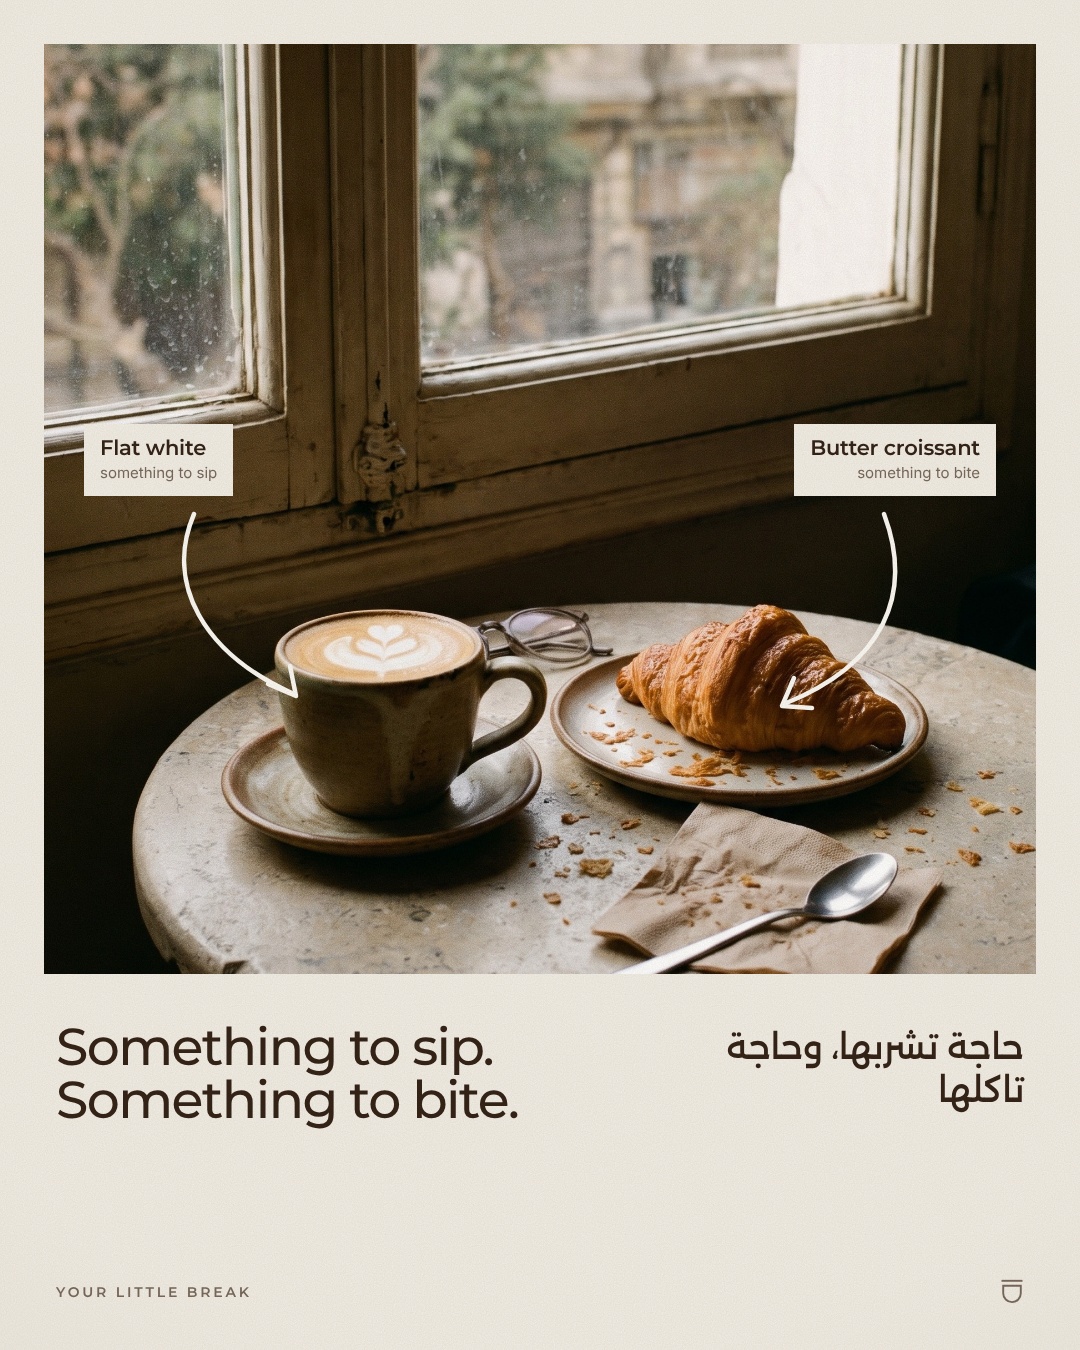 Flat white
something to sip
Butter croissant
something to bite
Something to sip.
Something to bite.
حاجة تشربها، وحاجة
تاكلها
YOUR LITTLE BREAK